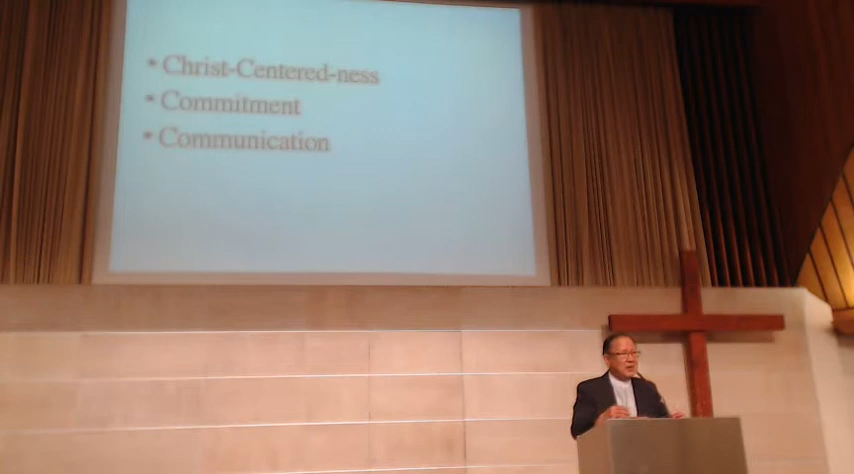 • Christ-Centered-ness
• Commitment
• Communication